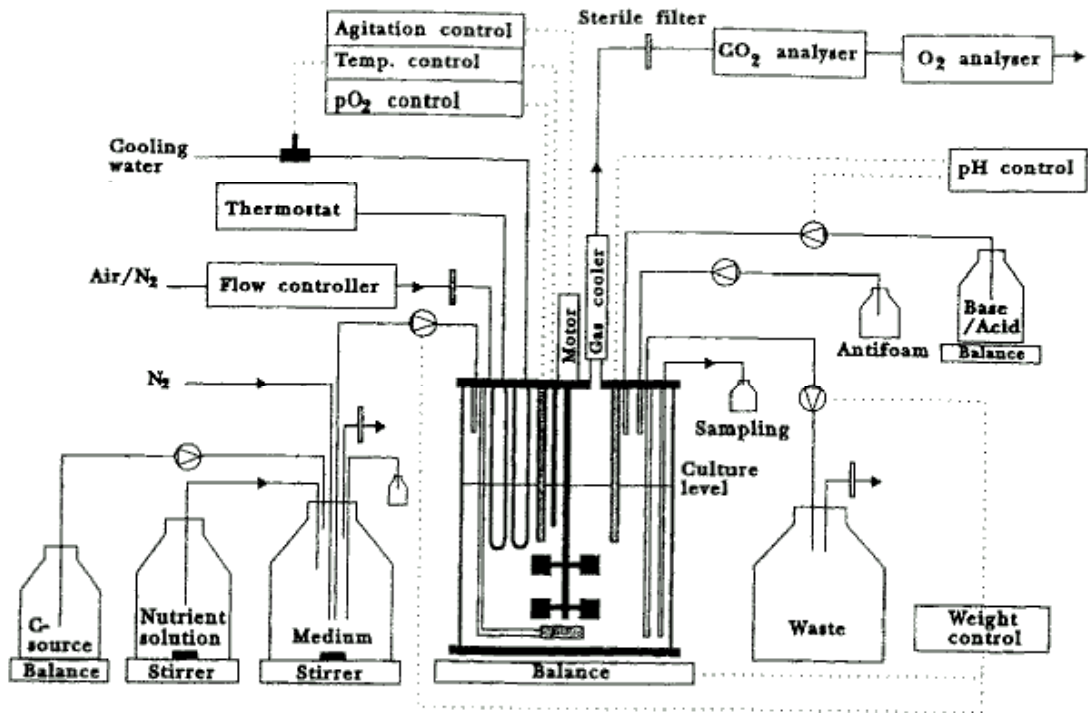 Sterile filter
Agitation control
Temp. control
pO2 control
CO2 analyser
O2 analyser
Cooling
water
pH control
Thermostat
Air/N2
Flow controller
Motor
Gas cooler
Base
/Acid
Antifoam
Balance
N2
Sampling
Culture
level
C-
source
Nutrient
solution
Medium
Waste
Weight
control
Balance
Stirrer
Stirrer
Balance